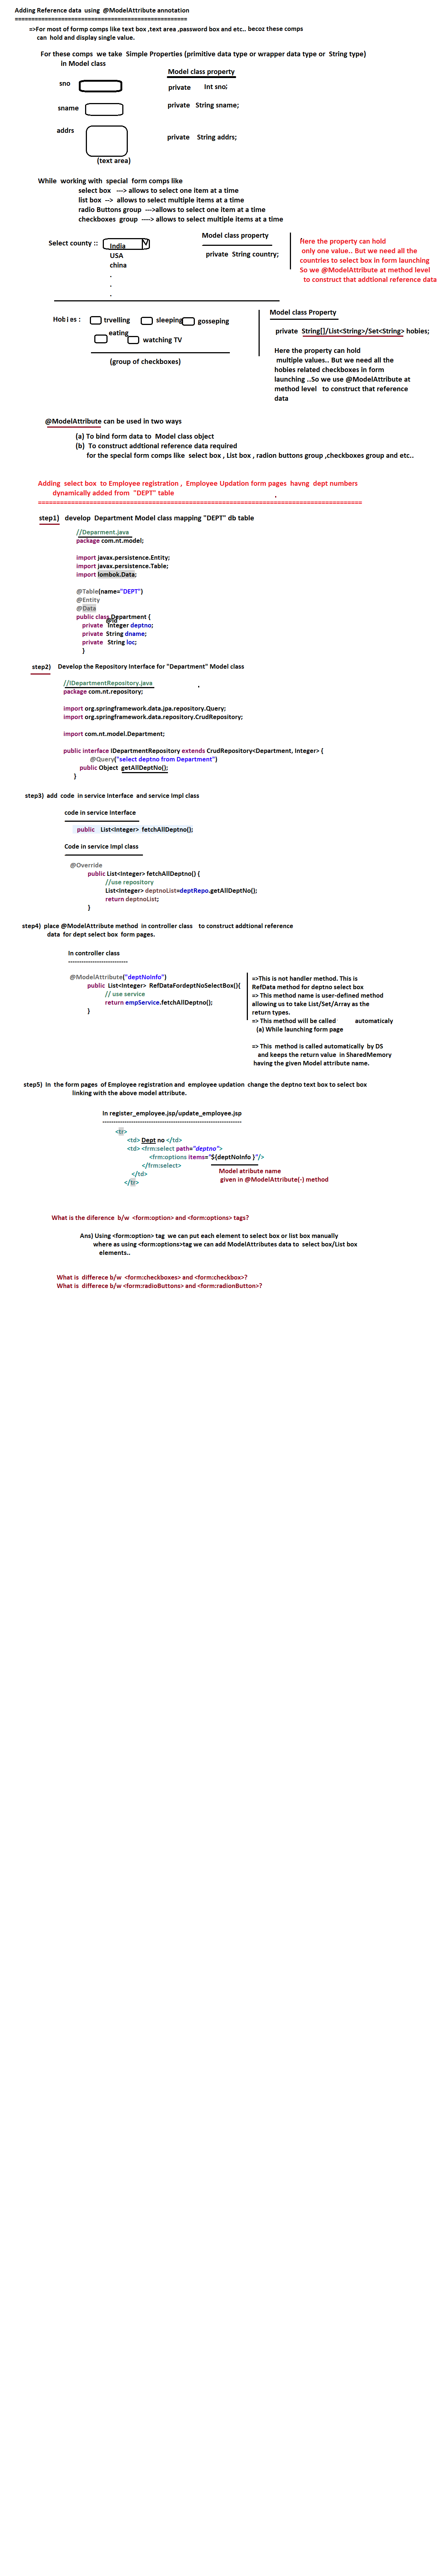 Adding Reference data using @ModelAttribute annotation
====================================================
=>For most of formp comps like text box ,text area ,password box and etc.. becoz these comps
can hold and display single value.
For these comps we take Simple Properties (primitive data type or wrapper data type or String type)
in Model class
Model class property
sno
private Int sno;
sname
private String sname;
addrs
private String addrs;
(text area)
While working with special form comps like
select box ---> allows to select one item at a time
list box --> allows to select multiple items at a time
radio Buttons group --->allows to select one item at a time
checkboxes group ----> allows to select multiple items at a time
Model class property
Select county :: India
USA
china
.
.
.
private String country;
Here the property can hold
only one value.. But we need all the
countries to select box in form launching
So we @ModelAttribute at method level
to construct that addtional reference data
Model class Property
Hobies : trvelling sleeping gosseping
eating
watching TV
(group of checkboxes)
private String[]/List<String>/Set<String> hobies;
Here the property can hold
multiple values.. But we need all the
hobies related checkboxes in form
launching ..So we use @ModelAttribute at
method level to construct that reference
data
@ModelAttribute can be used in two ways
(a) To bind form data to Model class object
(b) To construct addtional data required
for the special form comps like select box , List box , radion buttons group ,checkboxes group and etc..
Adding select box to Employee registration , Employee Updation form pages havng dept numbers
dynamically added from "DEPT" table
.
==========================================================================================
step1) develop Department Model class mapping "DEPT" db table
//Deparment.java
package com.nt.model;
import javax.persistence.Entity;
import javax.persistence.Table;
import lombok.Data;
@Table(name="DEPT")
@Entity
@Data
public class Department {
@Id
private Integer deptno;
private String dname;
private String loc;
}
step2) Develop the Repository Interface for "Department" Model class
//IDepartmentRepository.java
package com.nt.repository;
import org.springframework.data.jpa.repository.Query;
import org.springframework.data.repository.CrudRepository;
import com.nt.model.Department;
public interface IDepartmentRepository extends CrudRepository<Department, Integer> {
@Query("select deptno from Department")
public Object getAllDeptNo();
}
step3) add code in service Interface and service Impl class
code in service Interface
public List<Integer> fetchAllDeptno();
Code in service Impl class
@Override
public List<Integer> fetchAllDeptno() {
//use repository
List<Integer> deptnoList=deptRepo.getAllDeptNo();
return deptnoList;
}
step4) place @ModelAttribute method in controller class to construct addtional reference
data for dept select box form pages.
In controller class
---------------------------
@ModelAttribute("deptNoInfo")
public List<Integer> RefDataFordeptNoSelectBox(){
// use service
return empService.fetchAllDeptno();
}
=>This is not handler method. This is
RefData method for deptno select box
=> This method name is user-defined method
allowing us to take List/Set/Array as the
return types.
=> This method will be called automaticaly
(a) While launching form page
=> This method is called automatically by DS
and keeps the return value in SharedMemory
having the given Model attribute name.
step5) In the form pages of Employee registration and employee updation change the deptno text box to select box
linking with the above model attribute.
In register_employee.jsp/update_employee.jsp
---------------------------------------------------------------
<tr>
<td> Dept no </td>
<td> <frm:select path="deptno">
<frm:options items="${deptNoInfo }"/>
</frm:select>
</td>
</tr>
Model atribute name
given in @ModelAttribute(-) method
What is the diference b/w <form:option> and <form:options> tags?
Ans) Using <form:option> tag we can put each element to select box or list box manually
where as using <form:options>tag we can add ModelAttributes data to select box/List box
elements..
What is differece b/w <form:checkboxes> and <form:checkbox>?
What is differece b/w <form:radioButtons> and <form:radionButton>?